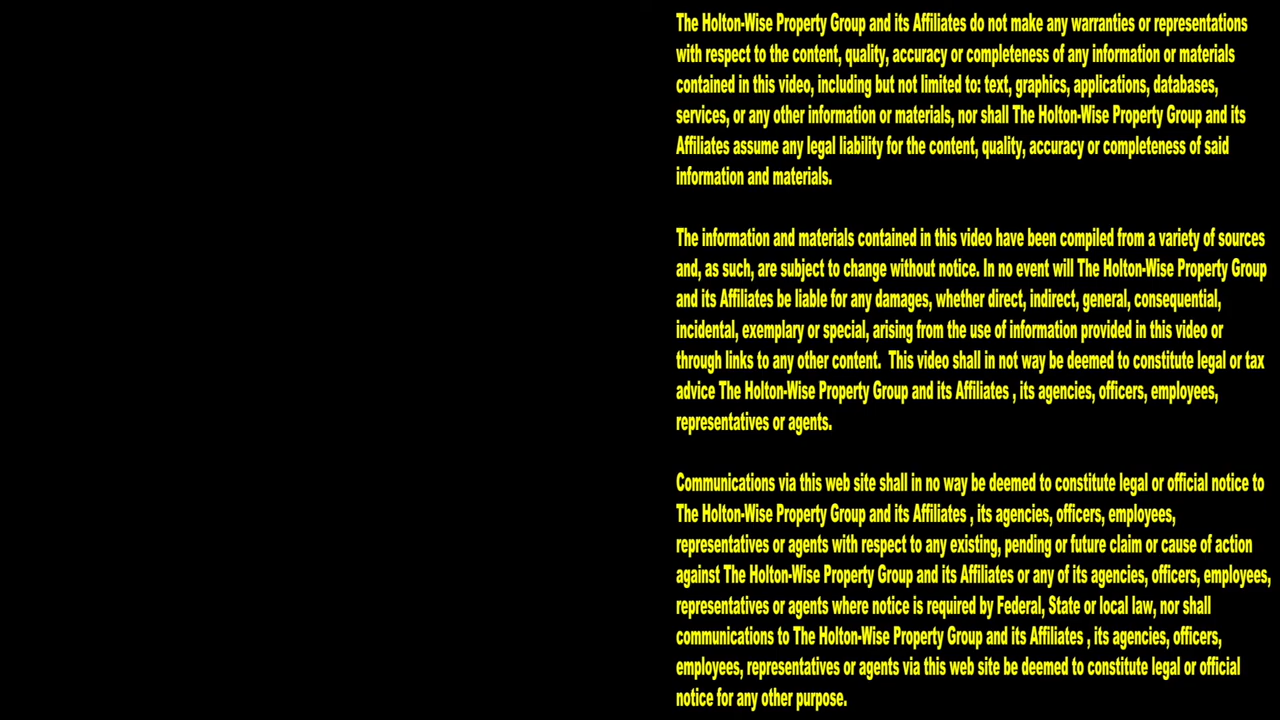 The Holton-Wise Property Group and its Affiliates do not make any warranties or representations
with respect to the content, quality, accuracy or completeness of any information or materials
contained in this video, including but not limited to: text, graphics, applications, databases,
services, or any other information or materials, nor shall The Holton-Wise Property Group and its
Affiliates assume any legal liability for the content, quality, accuracy or completeness of said
information and materials.
The information and materials contained in this video have been compiled from a variety of sources
and, as such, are subject to change without notice. In no event will The Holton-Wise Property Group
and its Affiliates be liable for any damages, whether direct, indirect, general, consequential,
incidental, exemplary or special, arising from the use of information provided in this video or
through links to any other content.  This video shall in not way be deemed to constitute legal or tax
advice The Holton-Wise Property Group and its Affiliates , its agencies, officers, employees,
representatives or agents.
Communications via this web site shall in no way be deemed to constitute legal or official notice to
The Holton-Wise Property Group and its Affiliates , its agencies, officers, employees,
representatives or agents with respect to any existing, pending or future claim or cause of action
against The Holton-Wise Property Group and its Affiliates or any of its agencies, officers, employees,
representatives or agents where notice is required by Federal, State or local law, nor shall
communications to The Holton-Wise Property Group and its Affiliates , its agencies, officers,
employees, representatives or agents via this web site be deemed to constitute legal or official
notice for any other purpose.